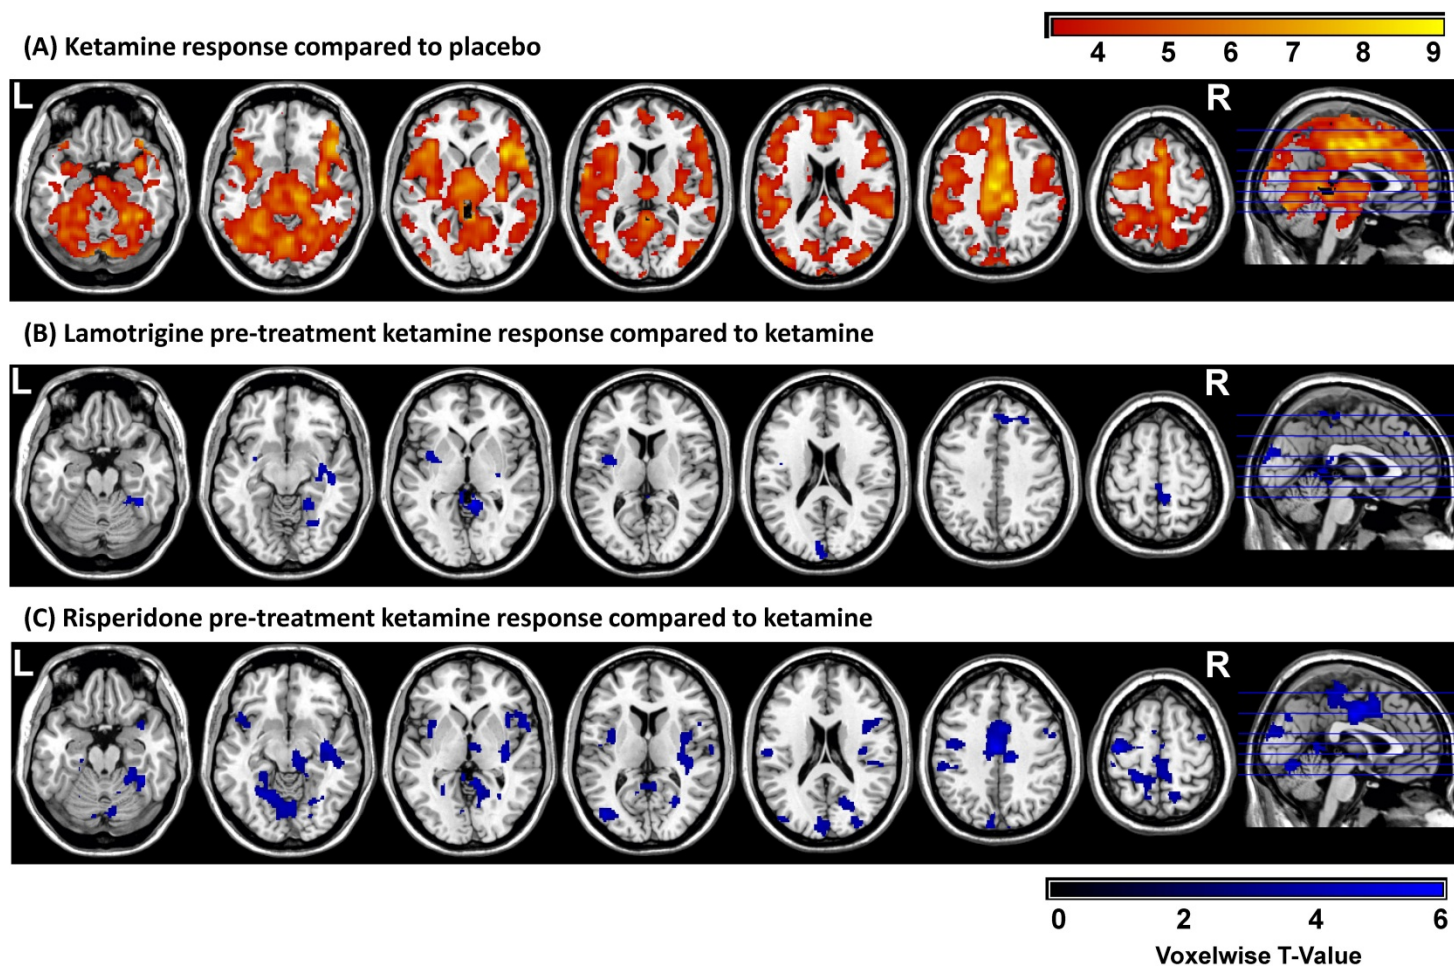 (A) Ketamine response compared to placebo
4 5 6 7 8 9
L R
(B) Lamotrigine pre-treatment ketamine response compared to ketamine
L R
(C) Risperidone pre-treatment ketamine response compared to ketamine
L R
0 2 4 6
Voxelwise T-Value